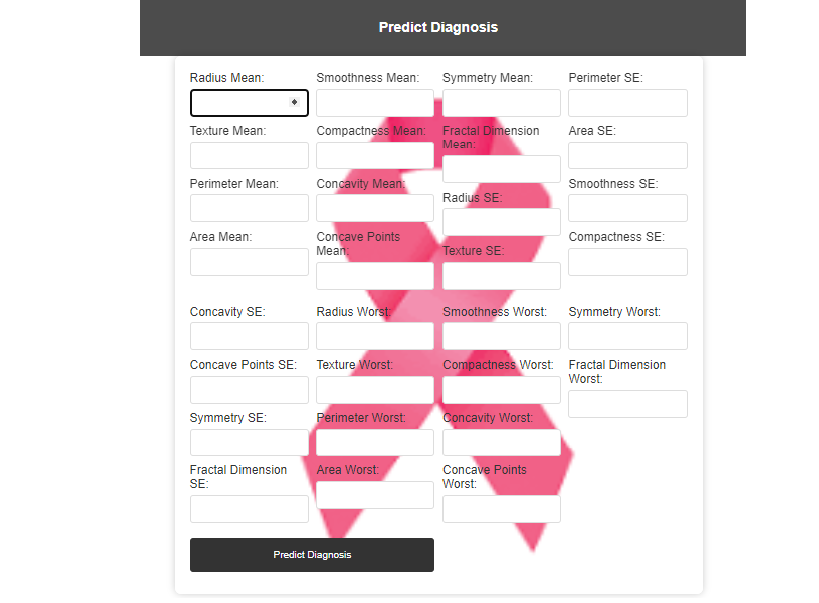 Predict Diagnosis
Radius Mean:
Texture Mean:
Perimeter Mean:
Area Mean:
Smoothness Mean:
Compactness Mean:
Concavity Mean:
Concave Points
Mean:
Symmetry Mean:
Fractal Dimension
Mean:
Radius SE:
Texture SE:
Perimeter SE:
Area SE:
Smoothness SE:
Compactness SE:
Concavity SE:
Concave Points SE:
Symmetry SE:
Fractal Dimension
SE:
Radius Worst:
Texture Worst:
Perimeter Worst:
Area Worst:
Smoothness Worst:
Compactness Worst:
Concavity Worst:
Concave Points
Worst:
Symmetry Worst:
Fractal Dimension
Worst:
Predict Diagnosis